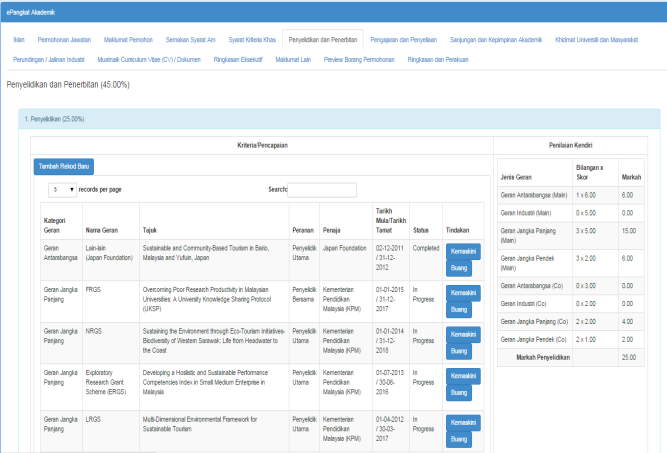 ePangkat Akademik
Iklan Permohonan Jawatan Maklumat Pemohon Semakan Syarat Am Syarat Kriteria Khas Penyelidikan dan Penerbitan Pengajaran dan Penyeliaan Sanjungan dan Kepimpinan Akademik Khidmat Universiti dan Masyarakat
Perundingan / Jalinan Industri Muatnaik Curriculum Vitae (CV) / Dokumen Ringkasan Eksekutif Maklumat Lain Preview Borang Permohonan Ringkasan dan Perakuan
Penyelidikan dan Penerbitan (45.00%)
1. Penyelidikan (25.00%)
Kriteria/Pencapaian
Tambah Rekod Baru
5 records per page Search:
Kategori Geran Nama Geran Tajuk Peranan Penaja Tarikh Mula/Tarikh Tamat Status Tindakan
Geran Lain-lain Sustainable and Community-Based Tourism in Bario, Penyelidik Japan Foundation 02-12-2011 Completed Kemaskini
Antarabangsa (Japan Foundation) Malaysia and Yufuin, Japan Utama / 31-12-
2012 Buang
Geran Jangka FRGS Overcoming Poor Research Productivity in Malaysian Penyelidik Kementerian 01-01-2015 In Kemaskini
Panjang Universities: A University Knowledge Sharing Protocol Bersama Pendidikan / 31-12- Progress
(UKSP) Malaysia (KPM) 2017 Buang
Geran Jangka NRGS Sustaining the Environment through Eco-Tourism Initiatives- Penyelidik Kementerian 01-01-2014 In Kemaskini
Panjang Biodiversity of Western Sarawak: Life from Headwater to Utama Pendidikan / 31-12- Progress
the Coast Malaysia (KPM) 2018 Buang
Geran Jangka Exploratory Developing a Hoslistic and Sustainable Performance Penyelidik Kementerian 01-07-2013 In Kemaskini
Panjang Research Grant Competencies Index in Small Medium Enterprise in Utama Pendidikan / 30-06- Progress
Scheme (ERGS) Malaysia Malaysia (KPM) 2016 Buang
Geran Jangka LRGS Multi-Dimensional Environmental Framework for Penyelidik Kementerian 01-04-2012 In Kemaskini
Panjang Sustainable Tourism Utama Pendidikan / 30-03- Progress
Malaysia (KPM) 2017 Buang
Penilaian Kendiri
Jenis Geran Bilangan x Skor Markah
Geran Antarabangsa (Main) 1 x 6.00 6.00
Geran Industri (Main) 0 x 5.00 0.00
Geran Jangka Panjang 3 x 5.00 15.00
(Main)
Geran Jangka Pendek 3 x 2.00 6.00
(Main)
Geran Antarabangsa (Co) 0 x 3.00 0.00
Geran Industri (Co) 0 x 2.00 0.00
Geran Jangka Panjang (Co) 2 x 2.00 4.00
Geran Jangka Pendek (Co) 2 x 1.00 2.00
Markah Penyelidikan 25.00